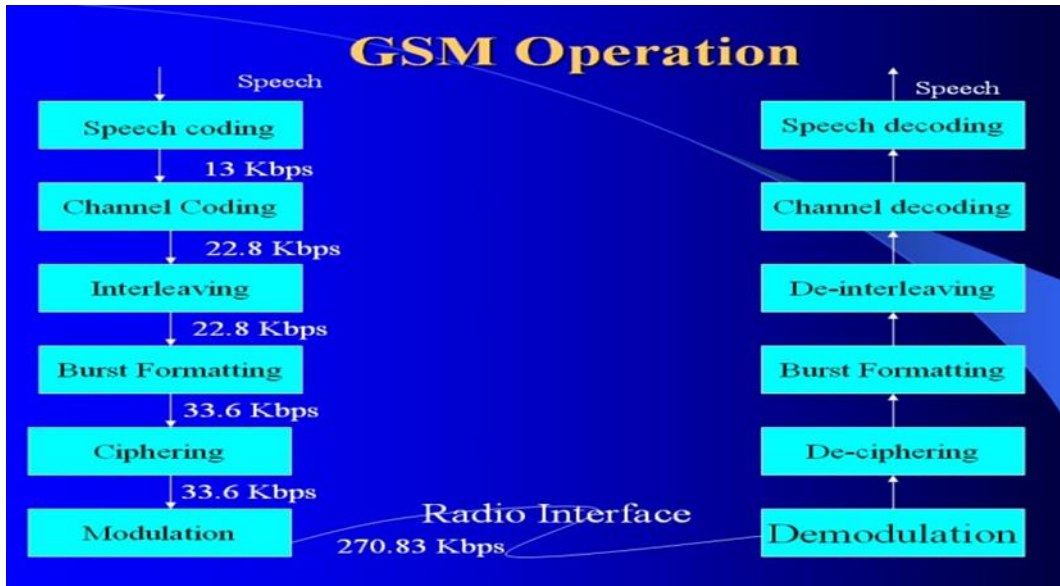 GSM Operation
Speech
Speech coding
13 Kbps
Channel Coding
22.8 Kbps
Interleaving
22.8 Kbps
Burst Formatting
33.6 Kbps
Ciphering
33.6 Kbps
Modulation
Radio Interface
270.83 Kbps
Speech
Speech decoding
Channel decoding
De-interleaving
Burst Formatting
De-ciphering
Demodulation